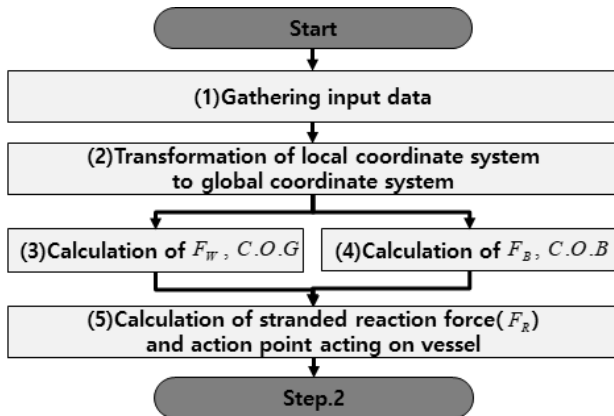 Start
(1)Gathering input data
(2)Transformation of local coordinate system
to global coordinate system
(3)Calculation of F_W , C.O.G
(4)Calculation of F_B , C.O.B
(5)Calculation of stranded reaction force( F_R )
and action point acting on vessel
Step.2